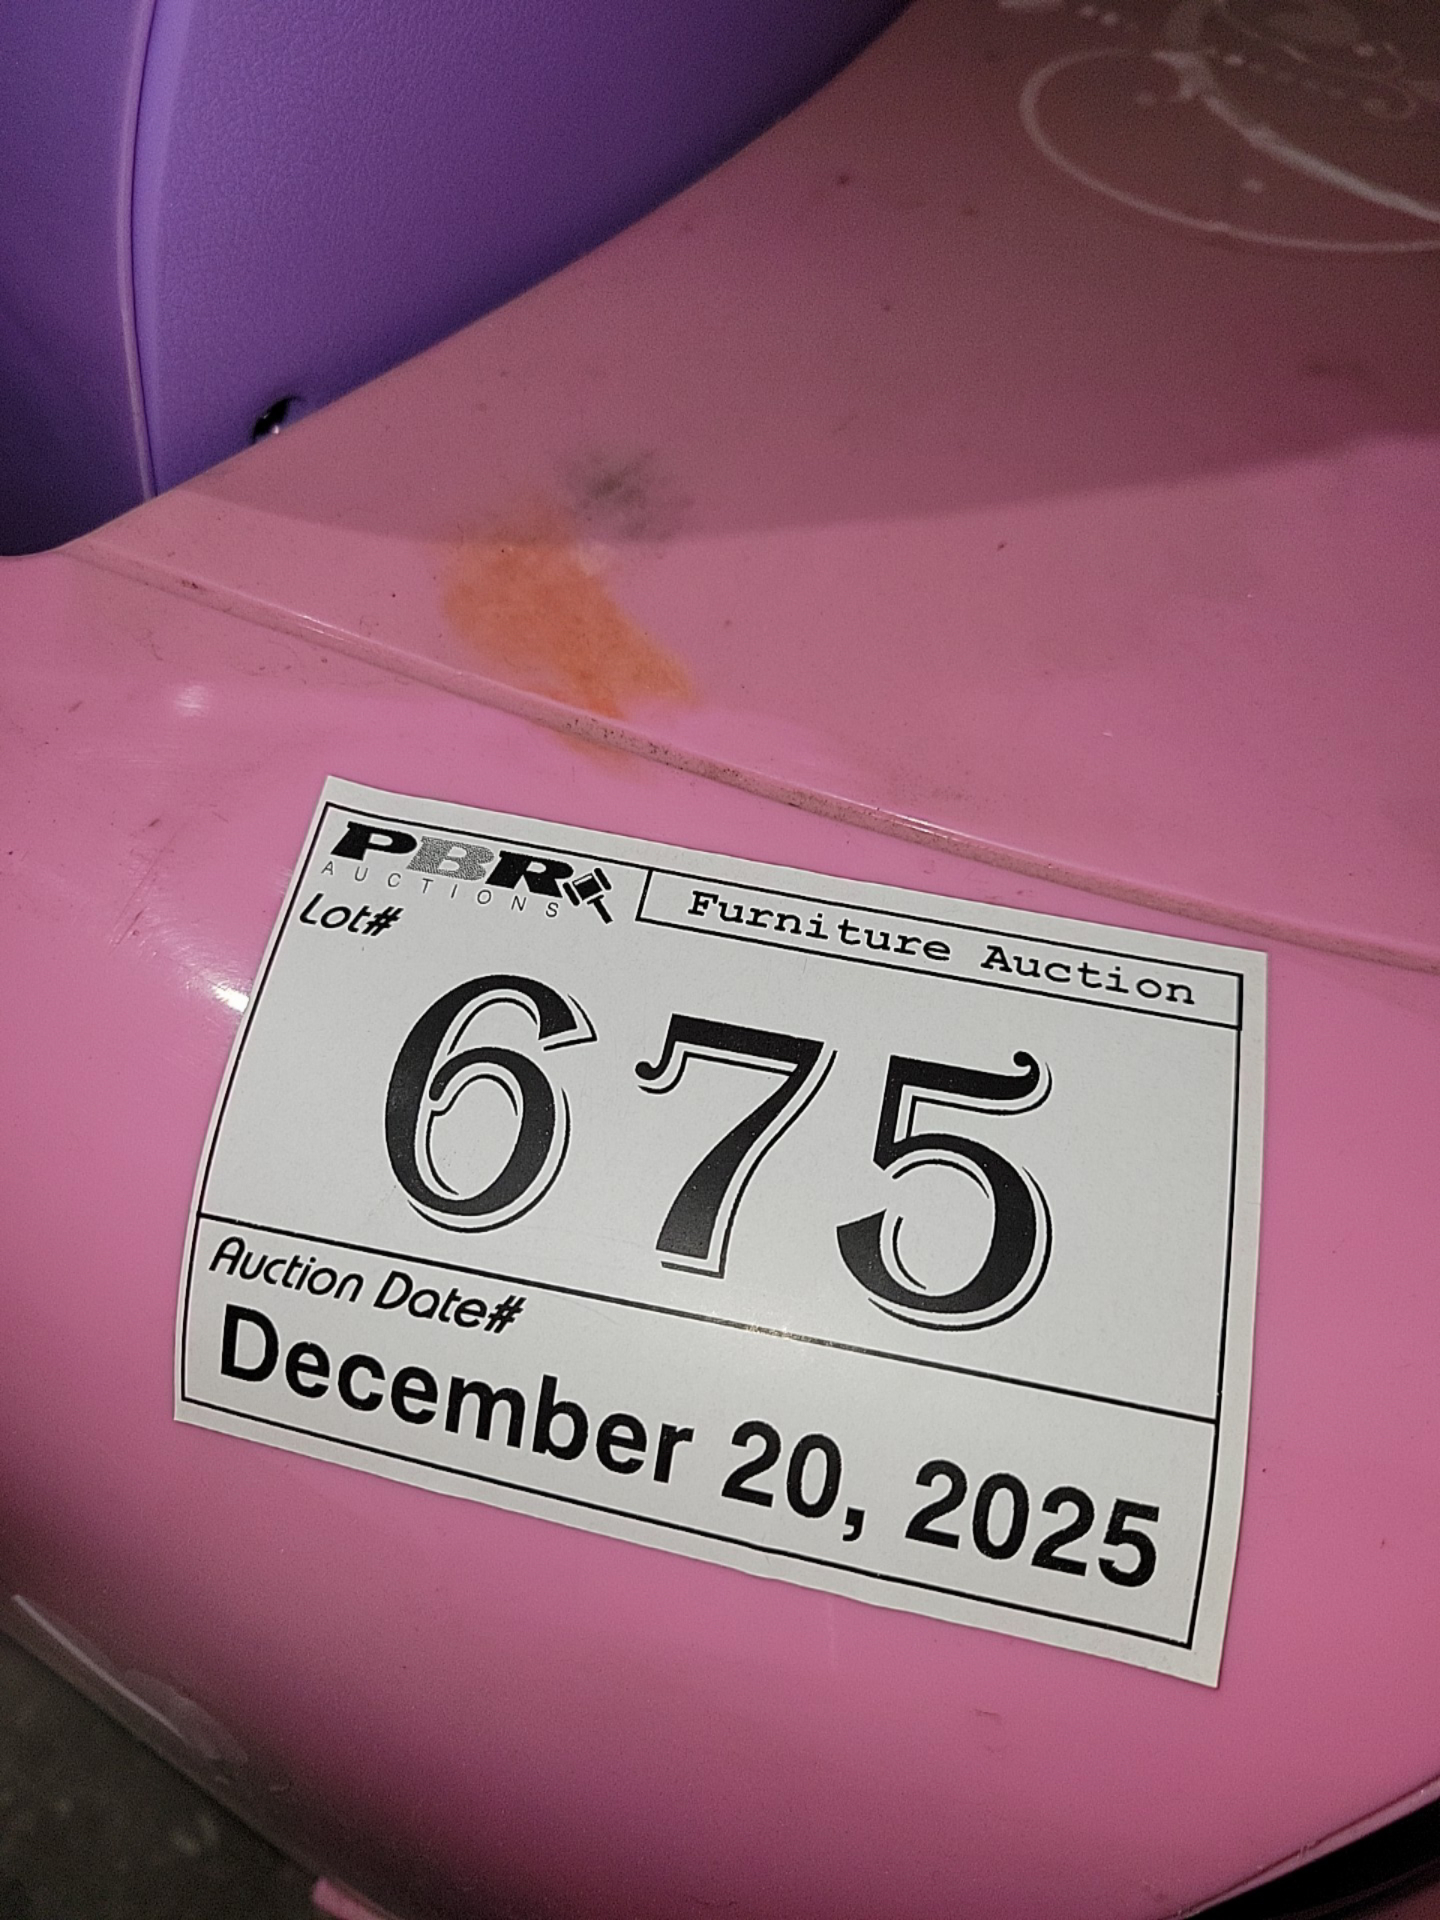 PBR
AUCTIONS
Furniture Auction
Lot#
675
Auction Date#
December 20, 2025